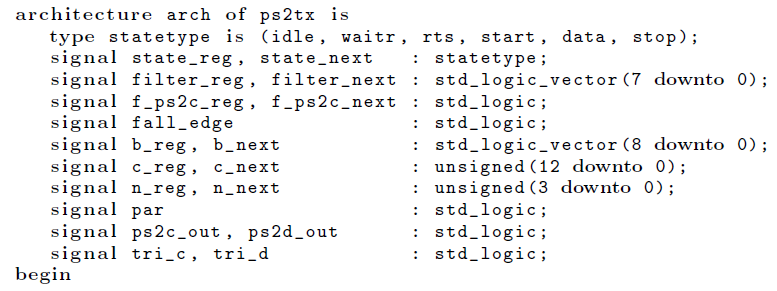 architecture arch of ps2tx is
type statetype is (idle, waitr, rts, start, data, stop);
signal state_reg, state_next : statetype;
signal filter_reg, filter_next : std_logic_vector(7 downto 0);
signal f_ps2c_reg, f_ps2c_next : std_logic;
signal fall_edge : std_logic;
signal b_reg, b_next : std_logic_vector(8 downto 0);
signal c_reg, c_next : unsigned(12 downto 0);
signal n_reg, n_next : unsigned(3 downto 0);
signal par : std_logic;
signal ps2c_out, ps2d_out : std_logic;
signal tri_c, tri_d : std_logic;
begin